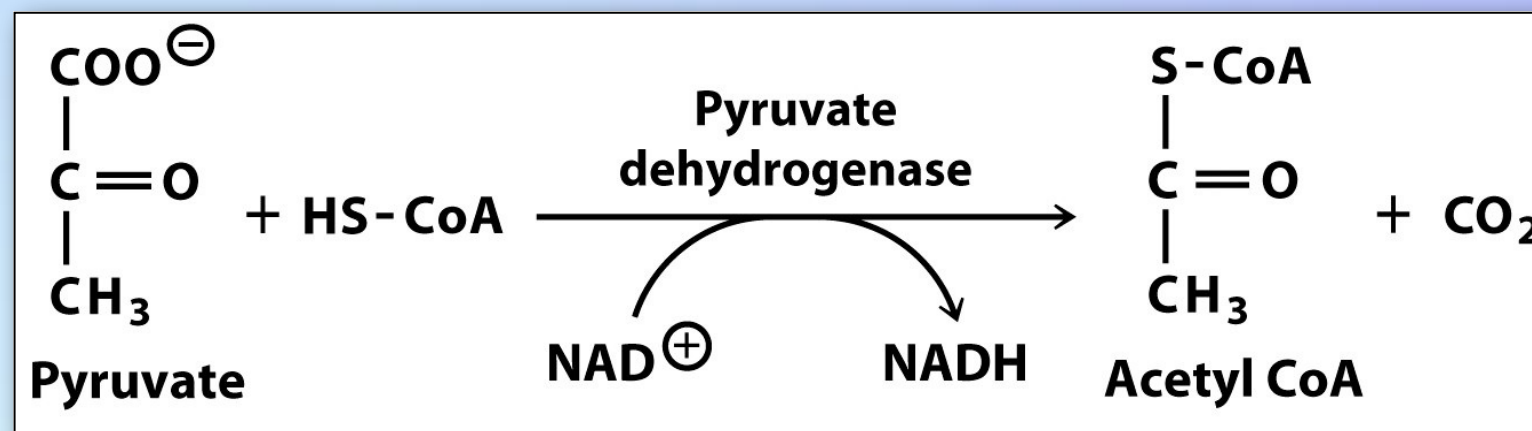 COO⊖
C=O
CH₃
Pyruvate
+ HS-CoA
Pyruvate
dehydrogenase
NAD⊕
NADH
S-CoA
C=O
CH₃
Acetyl CoA
+ CO₂